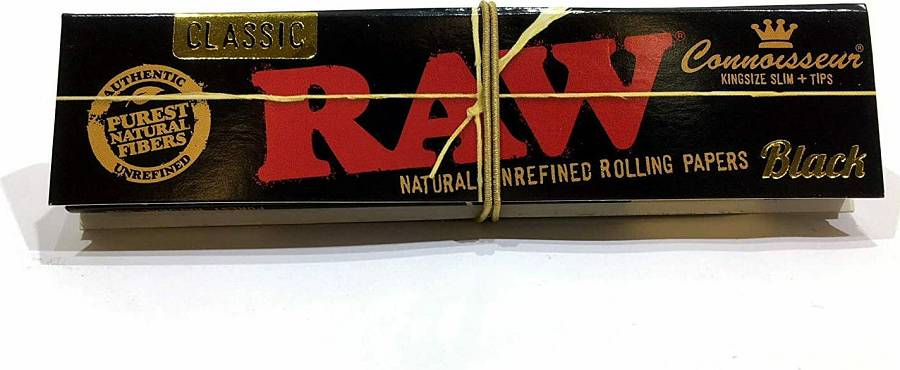 CLASSIC
RAW®
Connoisseur®
KINGSIZE SLIM + TIPS
AUTHENTIC
PUREST
NATURAL
FIBERS
UNREFINED
NATURAL UNREFINED ROLLING PAPERS
Black